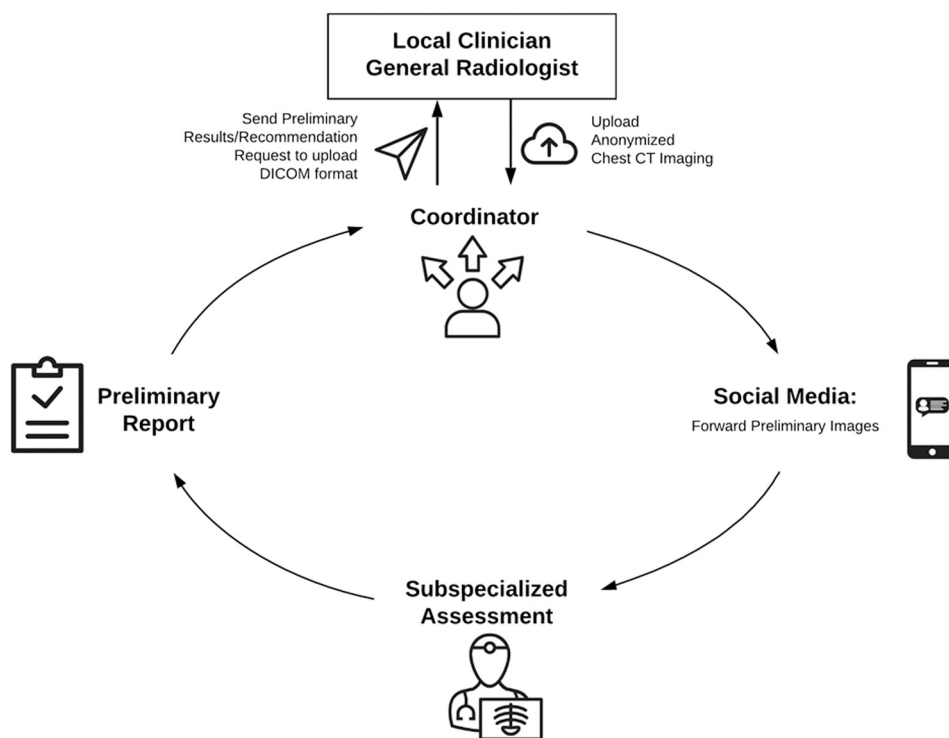 Local Clinician
General Radiologist
Send Preliminary
Results/Recommendation
Request to upload
DICOM format
Upload
Anonymized
Chest CT Imaging
Coordinator
Preliminary
Report
Social Media:
Forward Preliminary Images
Subspecialized
Assessment